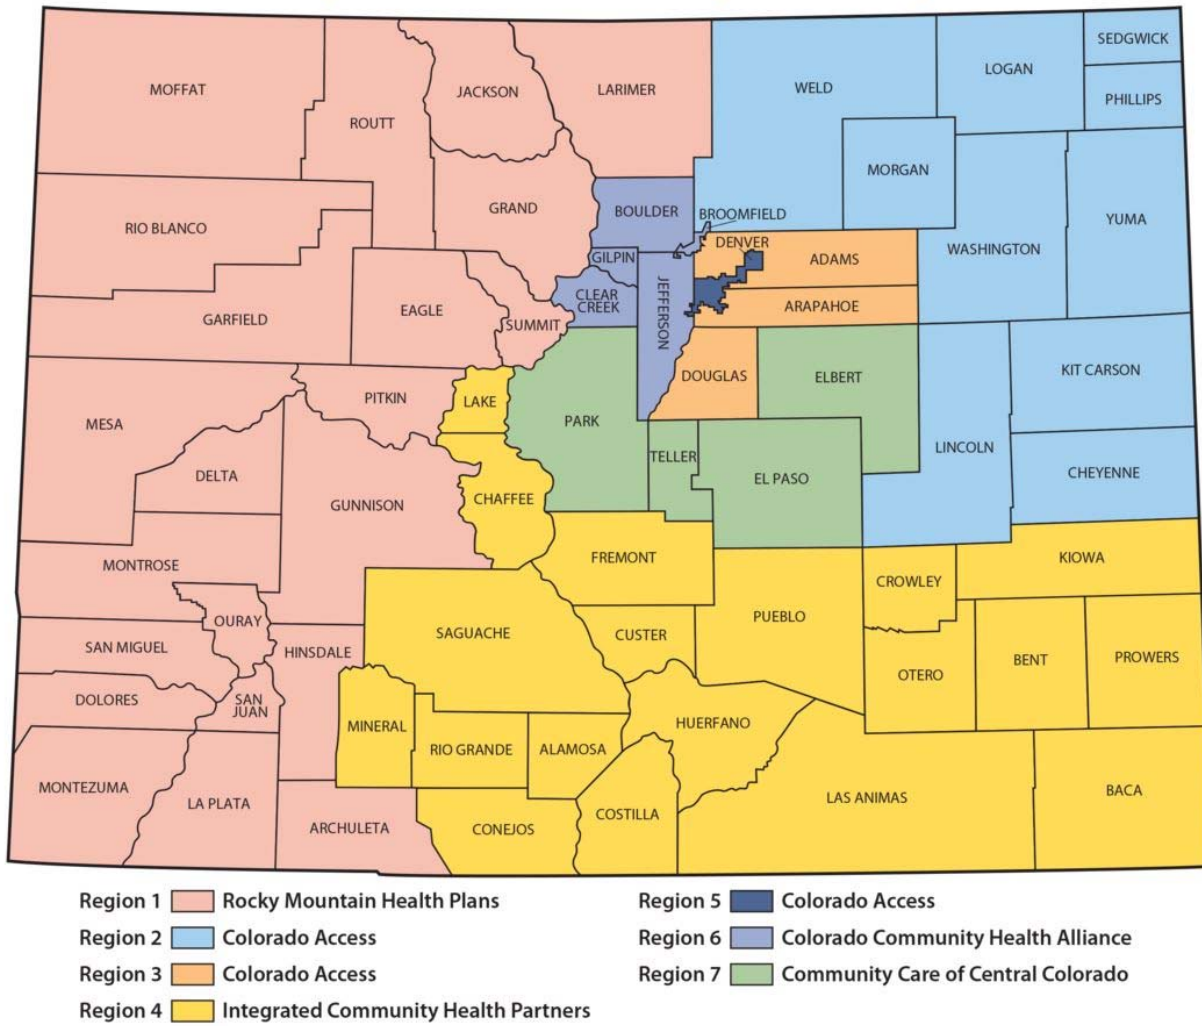 SEDGWICK
LOGAN
MOFFAT
JACKSON
LARIMER
WELD
PHILLIPS
ROUTT
MORGAN
GRAND
BOULDER
BROOMFIELD
YUMA
RIO BLANCO
DENVER
WASHINGTON
GILPIN
ADAMS
CLEAR
CREEK
JEFFERSON
ARAPAHOE
EAGLE
GARFIELD
SUMMIT
KIT CARSON
DOUGLAS
ELBERT
PITKIN
LAKE
MESA
PARK
LINCOLN
TELLER
CHEYENNE
DELTA
EL PASO
CHAFFEE
GUNNISON
FREMONT
KIOWA
MONTROSE
CROWLEY
PUEBLO
OURAY
SAGUACHE
CUSTER
SAN MIGUEL
HINSDALE
BENT
PROWERS
OTERO
DOLORES
SAN
JUAN
MINERAL
HUERFANO
RIO GRANDE
ALAMOSA
MONTEZUMA
LA PLATA
LAS ANIMAS
BACA
COSTILLA
ARCHULETA
CONEJOS
Region 1 Rocky Mountain Health Plans
Region 2 Colorado Access
Region 3 Colorado Access
Region 4 Integrated Community Health Partners
Region 5 Colorado Access
Region 6 Colorado Community Health Alliance
Region 7 Community Care of Central Colorado